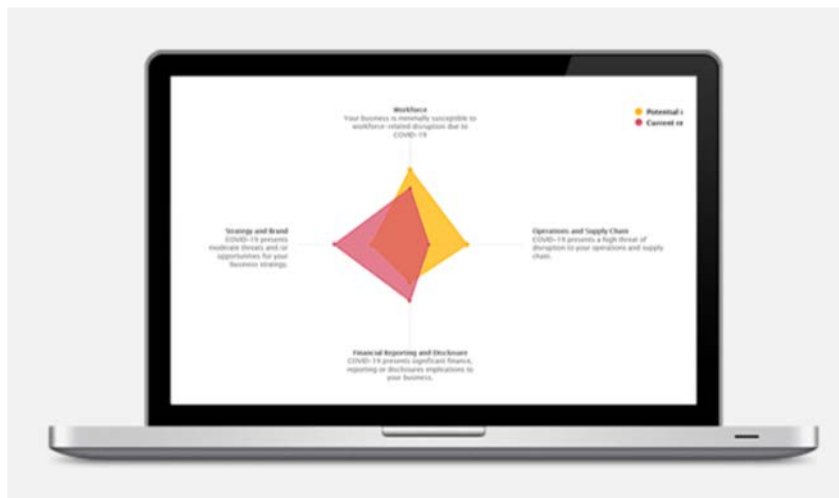 Workforce
Your business is minimally susceptible to
workforce-related disruption due to
COVID-19
Potential
Current re
Strategy and Brand
COVID-19 presents
moderate threats and/or
opportunities for your
business strategy.
Operations and Supply Chain
COVID-19 presents a high threat of
disruption to your operations and supply
chain.
Financial Reporting and Disclosure
COVID-19 presents significant finance,
reporting or disclosures implications to
your business.